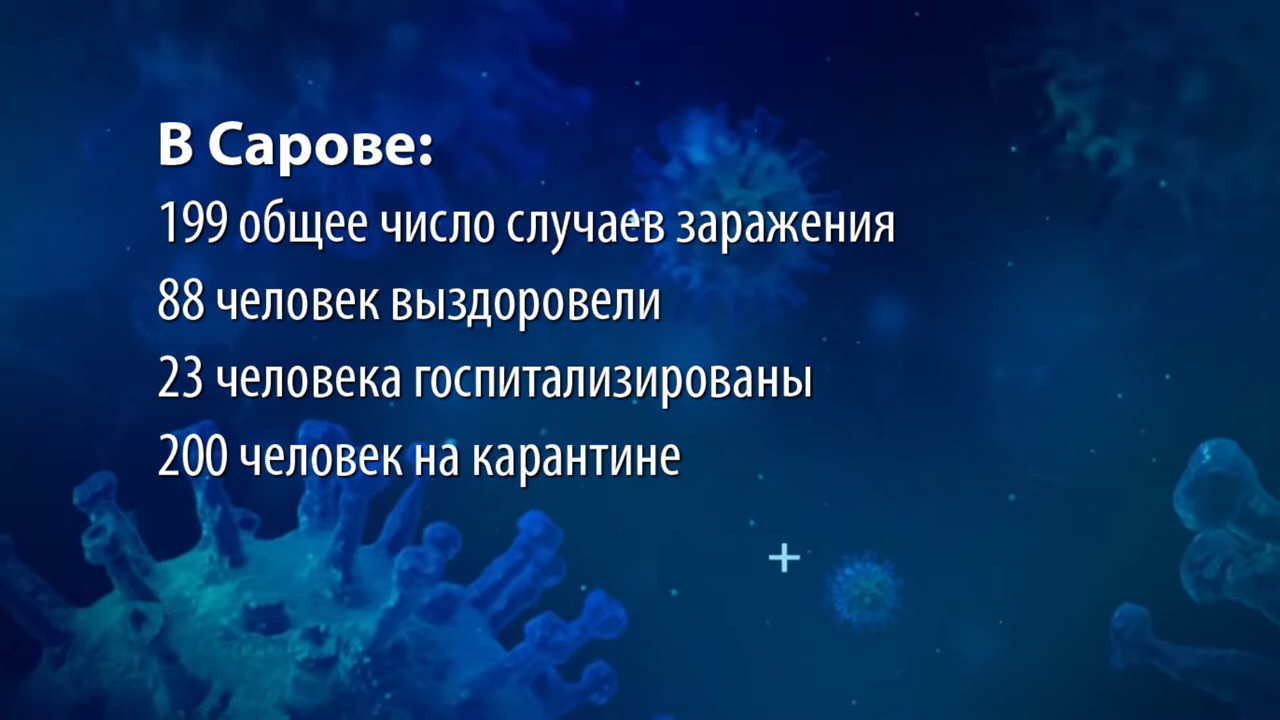 В Сарове:
199 общее число случаев заражения
88 человек выздоровели
23 человека госпитализированы
200 человек на карантине